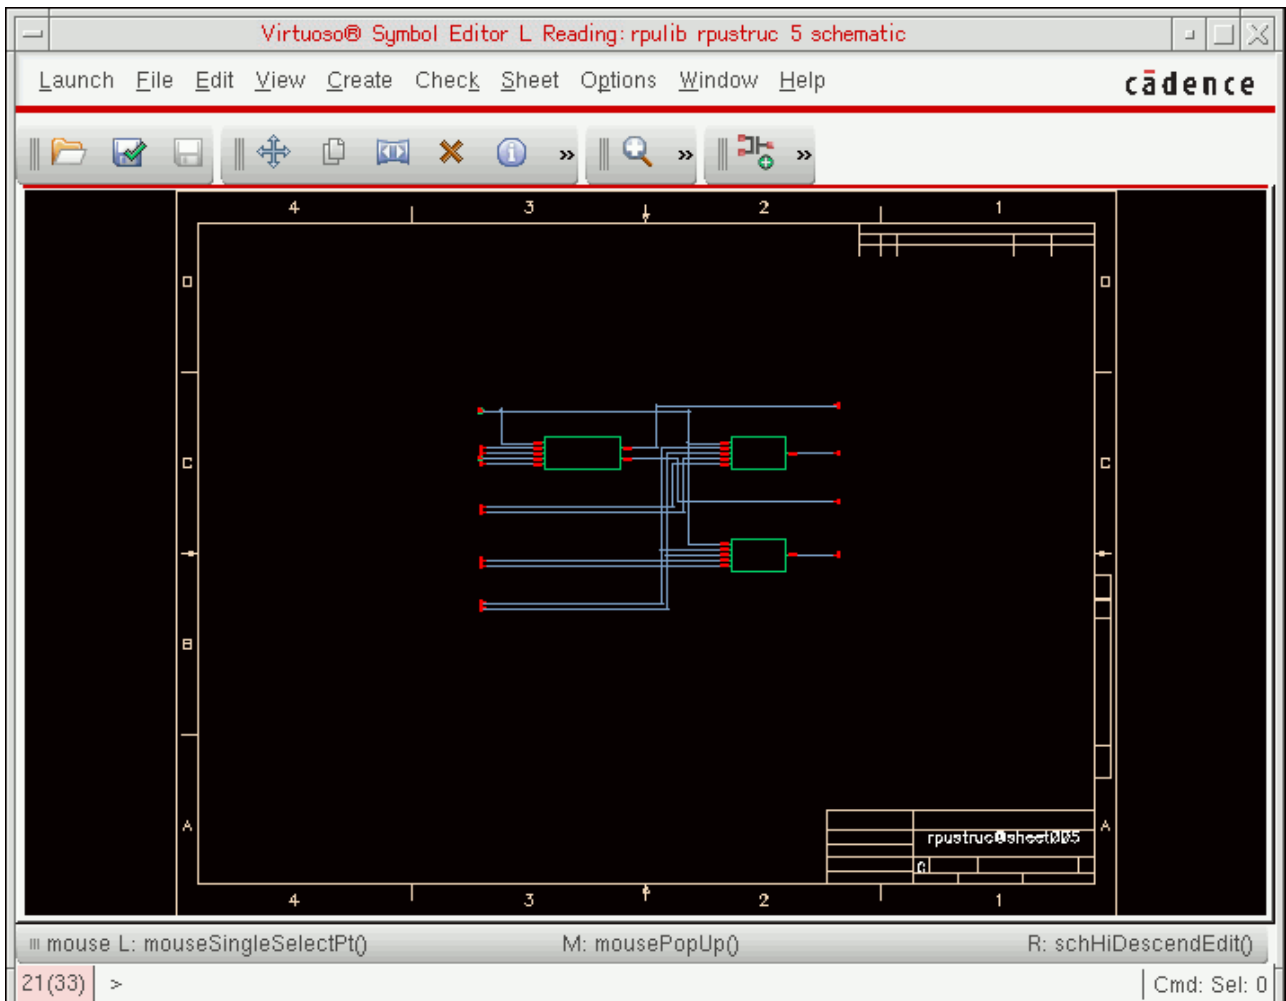 Virtuoso® Symbol Editor L Reading: rpulib rpustruc 5 schematic
Launch File Edit View Create Check Sheet Options Window Help cādence
» » »
4 3 2 1
D D
C C
B
A A
rpustruc@sheet005
C
4 3 2 1
mouse L: mouseSingleSelectPt() M: mousePopUp() R: schHiDescendEdit()
21(33) > Cmd: Sel: 0